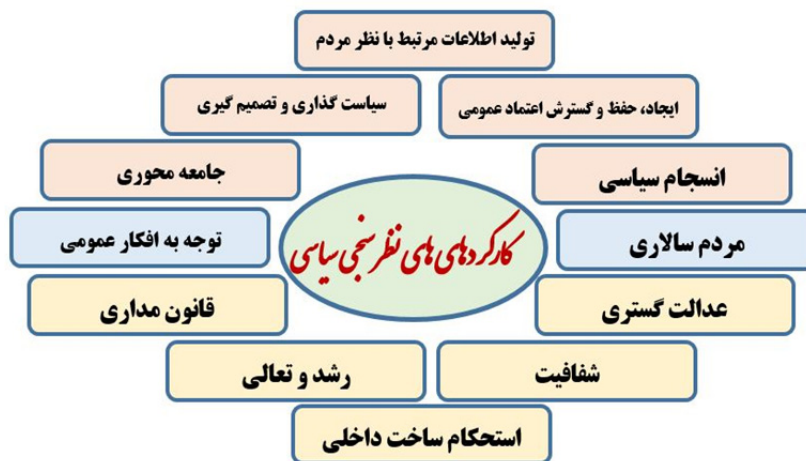 تولید اطلاعات مرتبط با نظر مردم
ایجاد، حفظ و گسترش اعتماد عمومی
سیاست گذاری و تصمیم گیری
انسجام سیاسی
جامعه محوری
کارکردهای های نظرسنجی سیاسی
مردم سالاری
توجه به افکار عمومی
عدالت گستری
قانون مداری
شفافیت
رشد و تعالی
استحکام ساخت داخلی